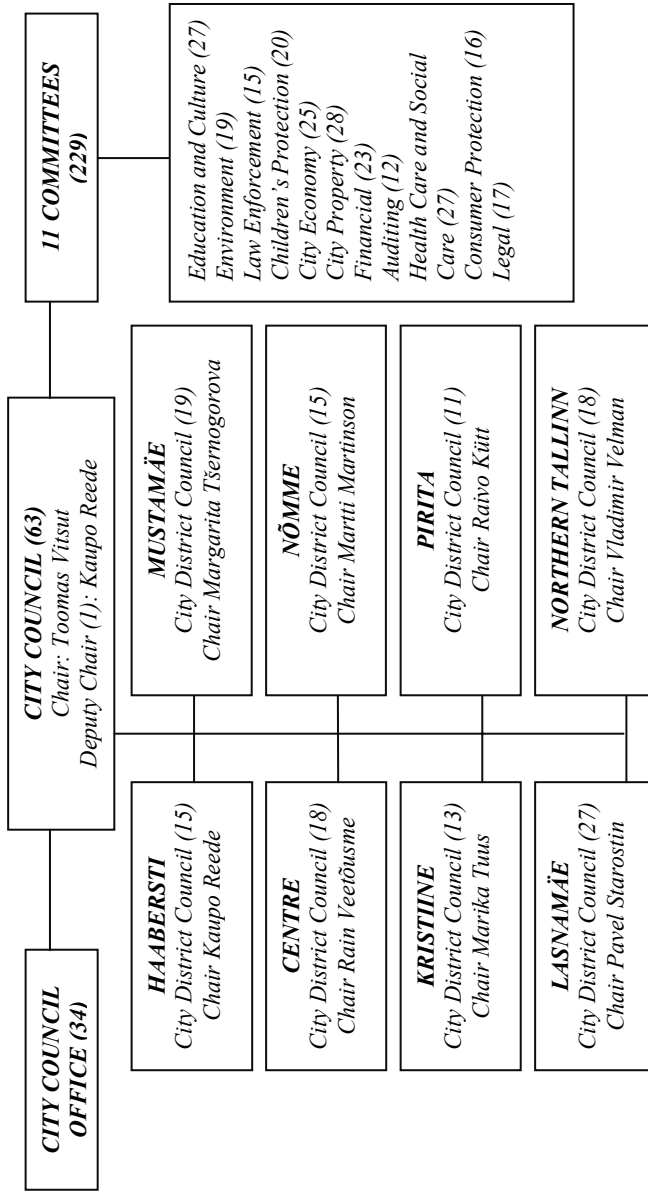 CITY COUNCIL (63)
Chair: Toomas Vitsut
Deputy Chair (1): Kaupo Reede
CITY COUNCIL
OFFICE (34)
11 COMMITTEES
(229)
HAABERSTI
City District Council (15)
Chair Kaupo Reede
MUSTAMÄE
City District Council (19)
Chair Margarita Tšernogorova
CENTRE
City District Council (18)
Chair Rain Veetõusme
NÕMME
City District Council (15)
Chair Martti Martinson
KRISTIINE
City District Council (13)
Chair Marika Tuus
PIRITA
City District Council (11)
Chair Raivo Kütt
LASNAMÄE
City District Council (27)
Chair Pavel Starostin
NORTHERN TALLINN
City District Council (18)
Chair Vladimir Velman
Education and Culture (27)
Environment (19)
Law Enforcement (15)
Children’s Protection (20)
City Economy (25)
City Property (28)
Financial (23)
Auditing (12)
Health Care and Social
Care (27)
Consumer Protection (16)
Legal (17)